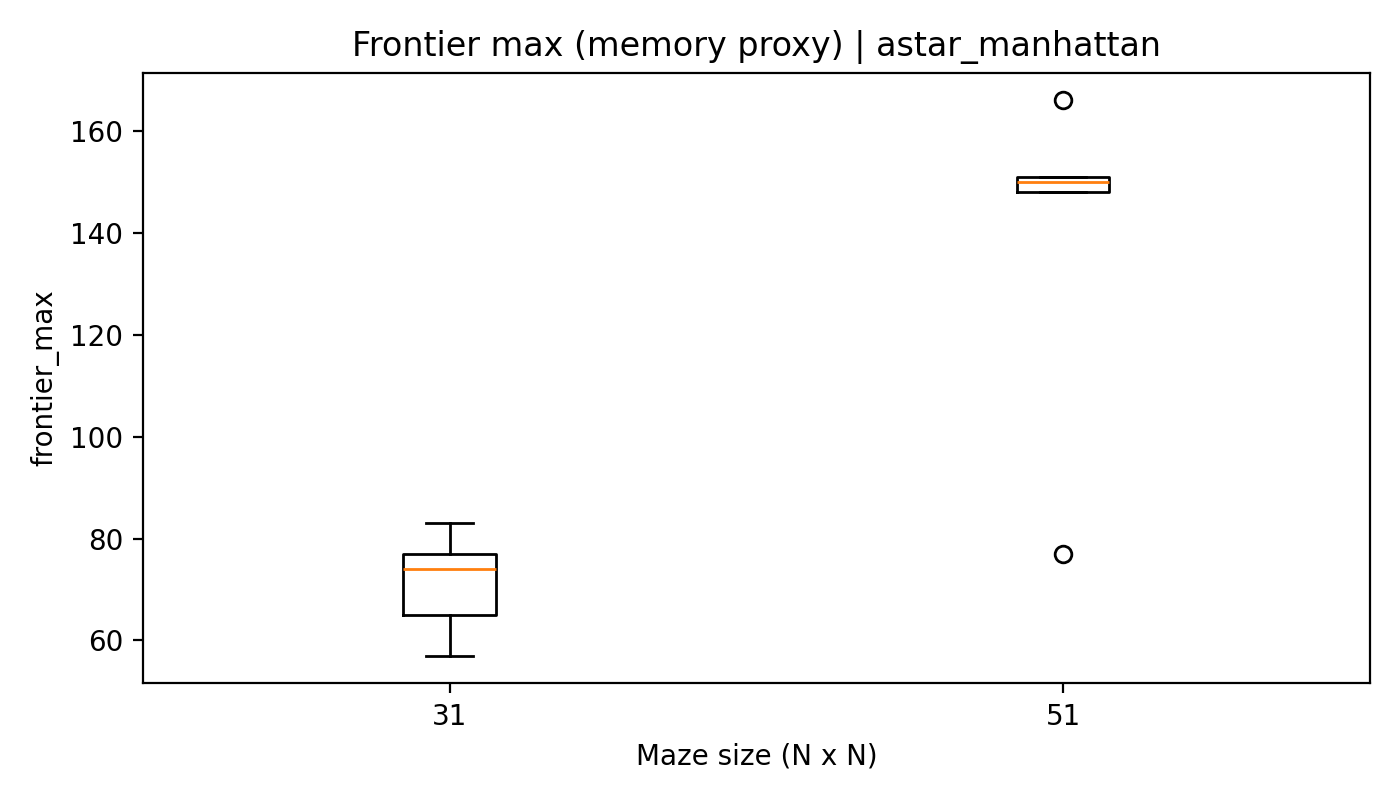 Frontier max (memory proxy) | astar_manhattan
160
140
120
100
80
60
frontier_max
31
51
Maze size (N x N)